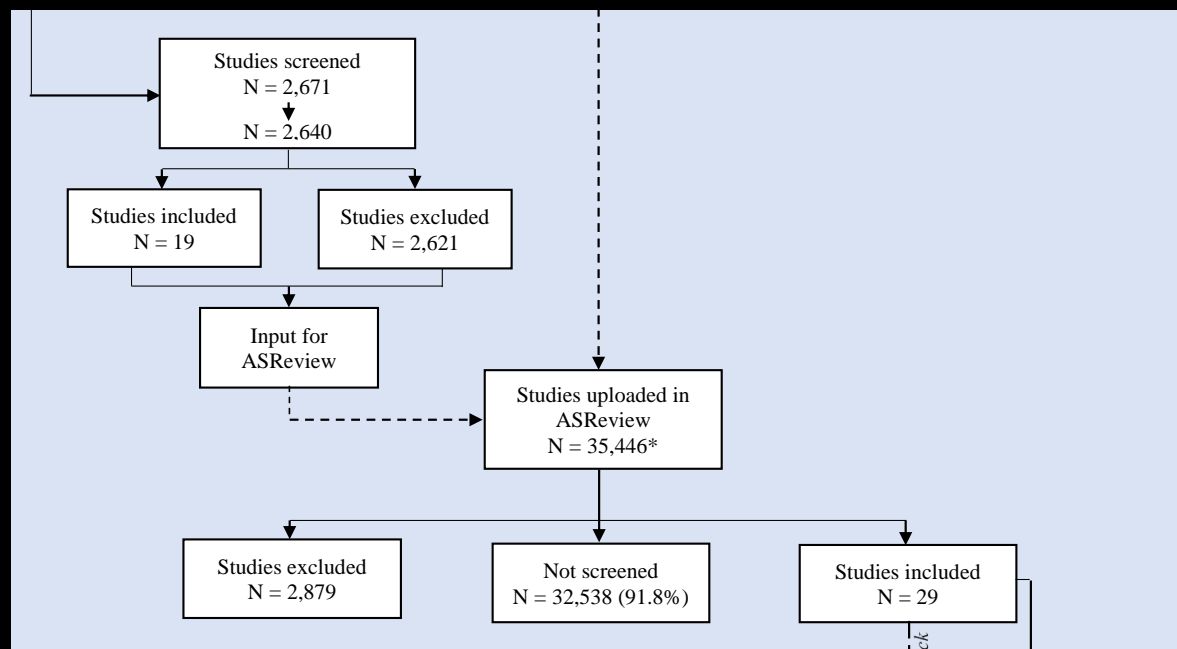 Studies screened
N = 2,671
N = 2,640
Studies included
N = 19
Studies excluded
N = 2,621
Input for
ASReview
Studies uploaded in
ASReview
N = 35,446*
Studies excluded
N = 2,879
Not screened
N = 32,538 (91.8%)
Studies included
N = 29